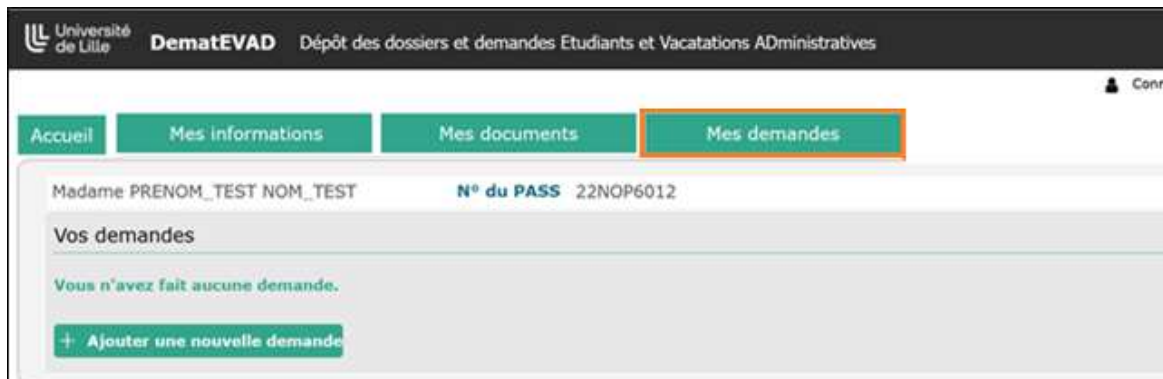 Université
de Lille
DematEVAD Dépôt des dossiers et demandes Etudiants et Vacatations ADministratives
Conn
Accueil Mes informations Mes documents Mes demandes
Madame PRENOM_TEST NOM_TEST N° du PASS 22NOP6012
Vos demandes
Vous n'avez fait aucune demande.
+ Ajouter une nouvelle demande